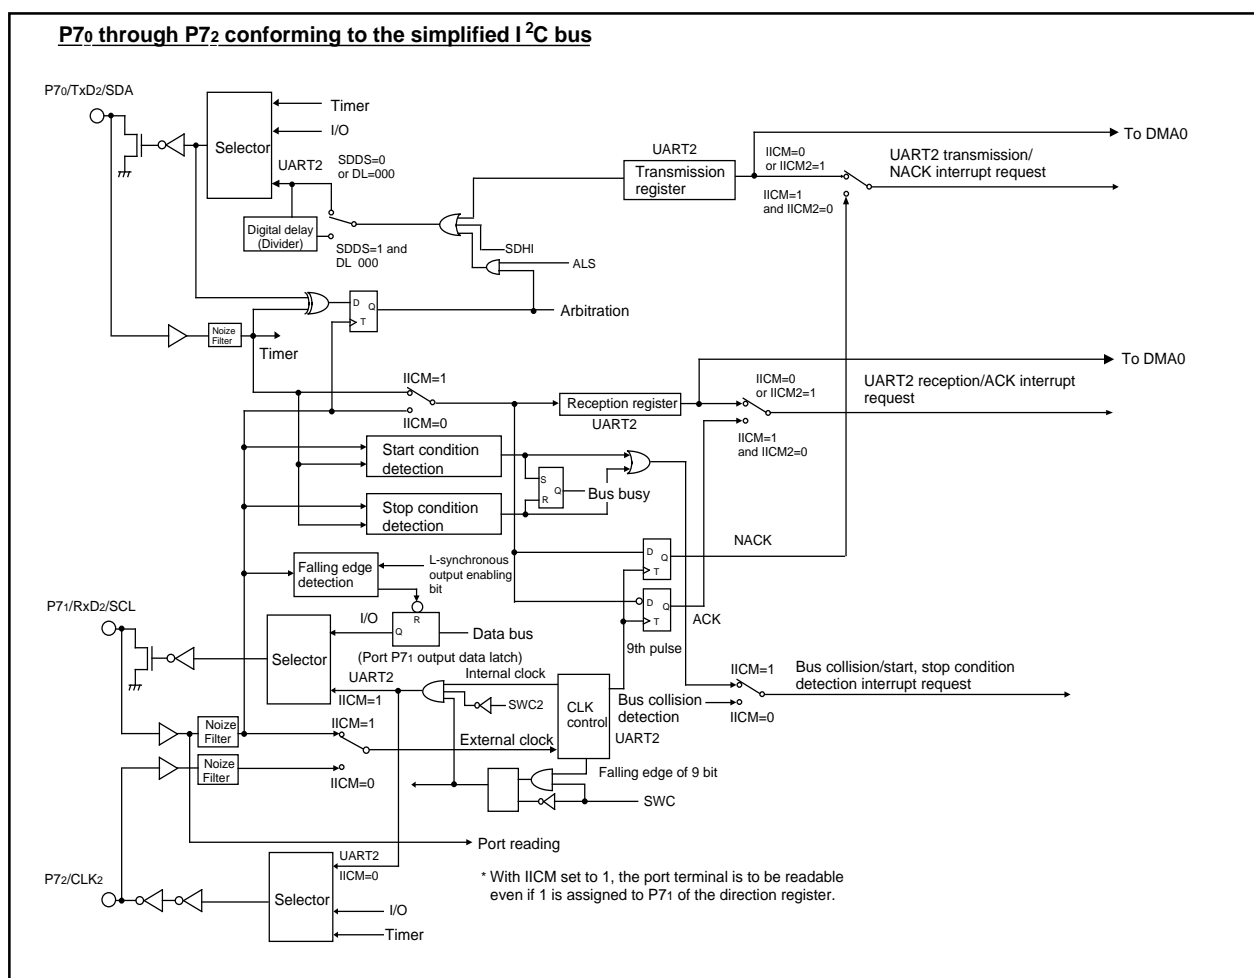 P70 through P72 conforming to the simplified I 2C bus
P70/TxD2/SDA
Selector
Timer
I/O
UART2
SDDS=0
or DL=000
Digital delay
(Divider)
SDDS=1 and
DL 000
SDHI
ALS
UART2
Transmission
register
IICM=0
or IICM2=1
IICM=1
and IICM2=0
To DMA0
UART2 transmission/
NACK interrupt request
D
Q
T
Arbitration
Noize
Filter
Timer
IICM=1
IICM=0
Reception register
UART2
IICM=0
or IICM2=1
IICM=1
and IICM2=0
To DMA0
UART2 reception/ACK interrupt
request
Start condition
detection
Stop condition
detection
S
Q
R
Bus busy
Falling edge
detection
L-synchronous
output enabling
bit
D
Q
T
NACK
D
Q
T
ACK
9th pulse
P71/RxD2/SCL
Selector
I/O
R
Q
Data bus
(Port P71 output data latch)
UART2
IICM=1
Internal clock
SWC2
CLK
control
UART2
Bus collision
detection
IICM=1
IICM=0
Bus collision/start, stop condition
detection interrupt request
Noize
Filter
IICM=1
External clock
Noize
Filter
IICM=0
Falling edge of 9 bit
SWC
Port reading
P72/CLK2
Selector
UART2
IICM=0
I/O
Timer
* With IICM set to 1, the port terminal is to be readable
even if 1 is assigned to P71 of the direction register.